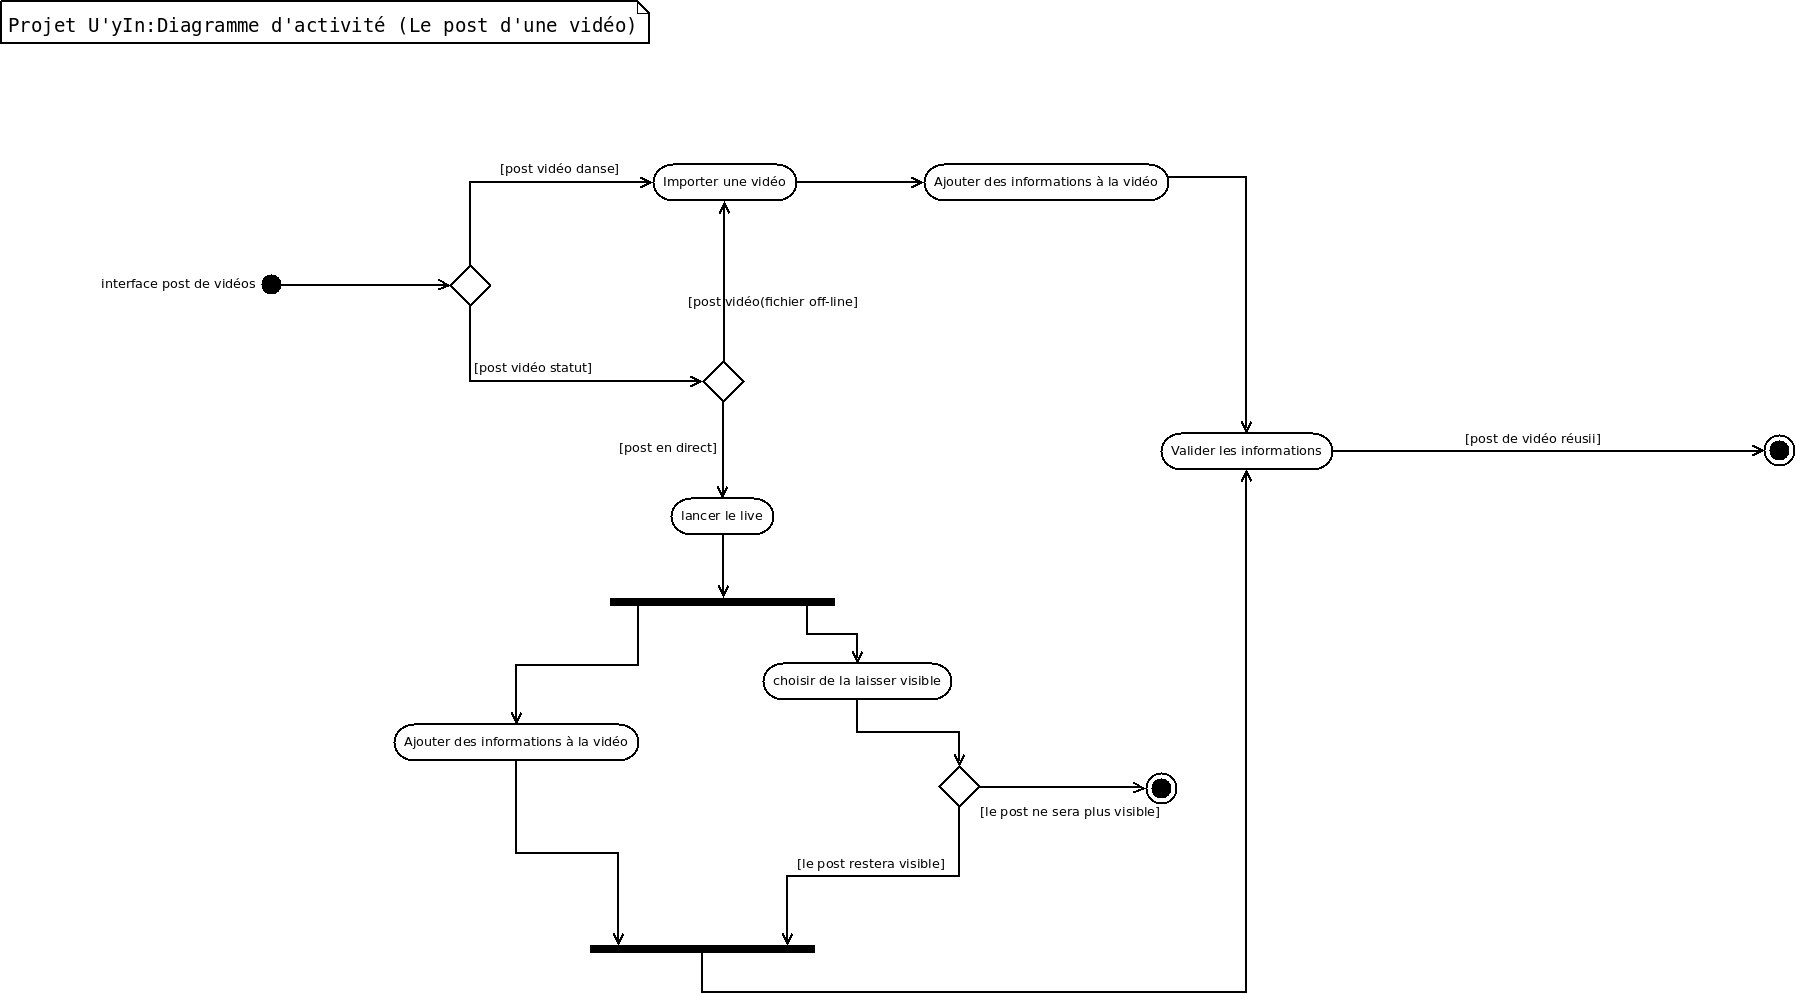 Projet U'yIn:Diagramme d'activité (Le post d'une vidéo)
[post vidéo danse]
Importer une vidéo
Ajouter des informations à la vidéo
interface post de vidéos
[post vidéo(fichier off-line]
[post vidéo statut]
[post en direct]
[post de vidéo réusii]
Valider les informations
lancer le live
choisir de la laisser visible
Ajouter des informations à la vidéo
[le post ne sera plus visible]
[le post restera visible]